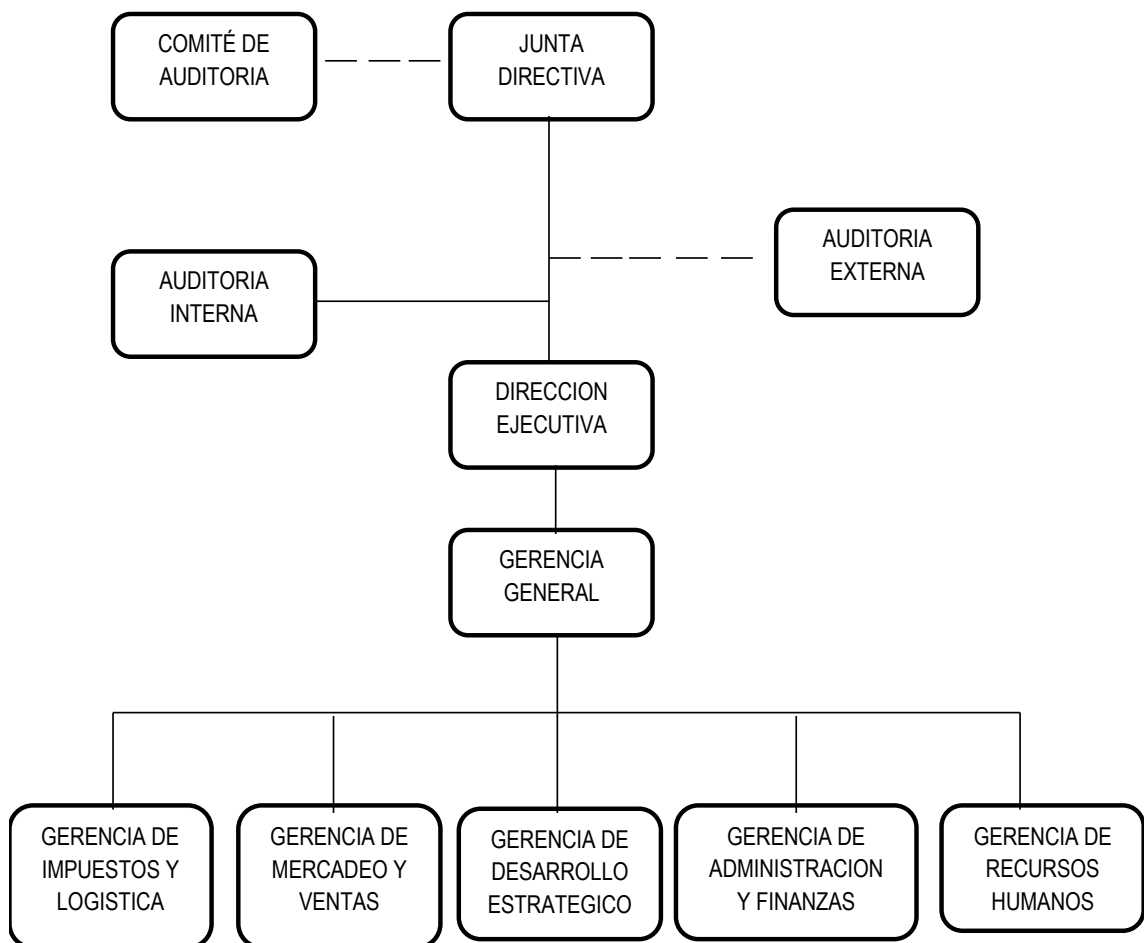 COMITÉ DE
AUDITORIA
JUNTA
DIRECTIVA
AUDITORIA
EXTERNA
AUDITORIA
INTERNA
DIRECCION
EJECUTIVA
GERENCIA
GENERAL
GERENCIA DE
IMPUESTOS Y
LOGISTICA
GERENCIA DE
MERCADEO Y
VENTAS
GERENCIA DE
DESARROLLO
ESTRATEGICO
GERENCIA DE
ADMINISTRACION
Y FINANZAS
GERENCIA DE
RECURSOS
HUMANOS